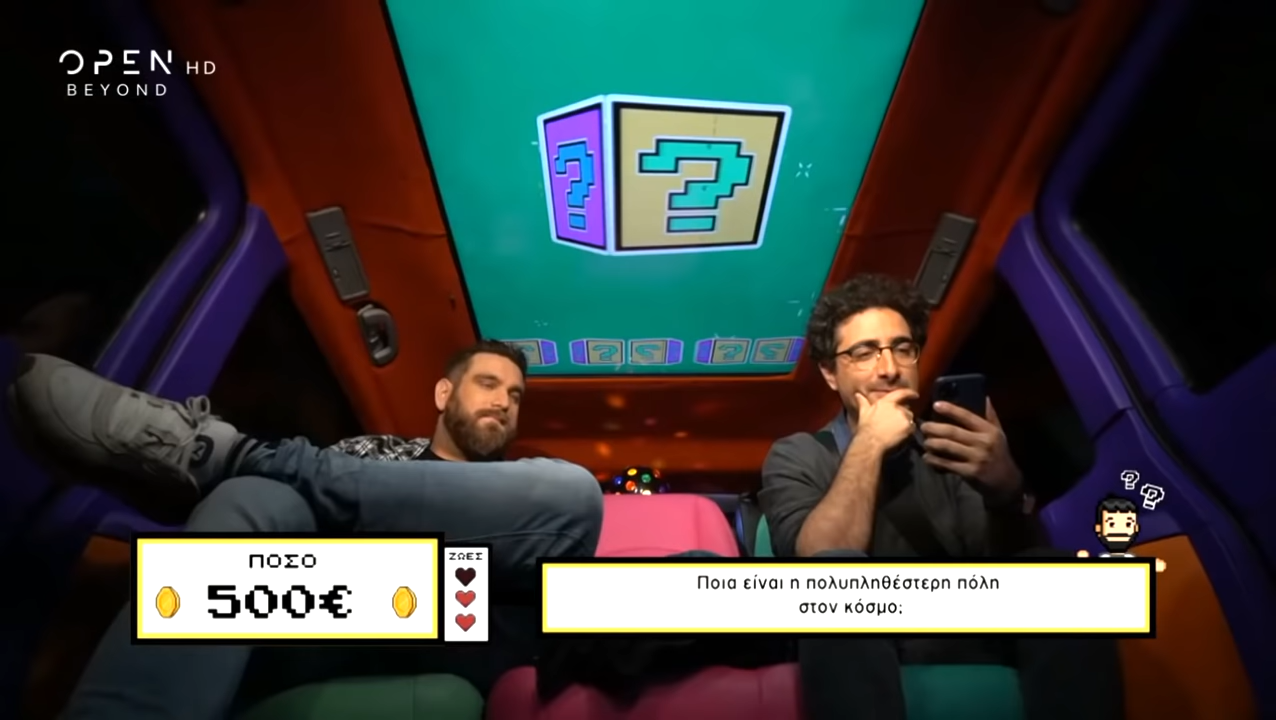 OPEN HD
BEYOND
ΠΟΣΟ
500€
ΖΩΕΣ
Ποια είναι η πολυπληθέστερη πόλη
στον κόσμο;